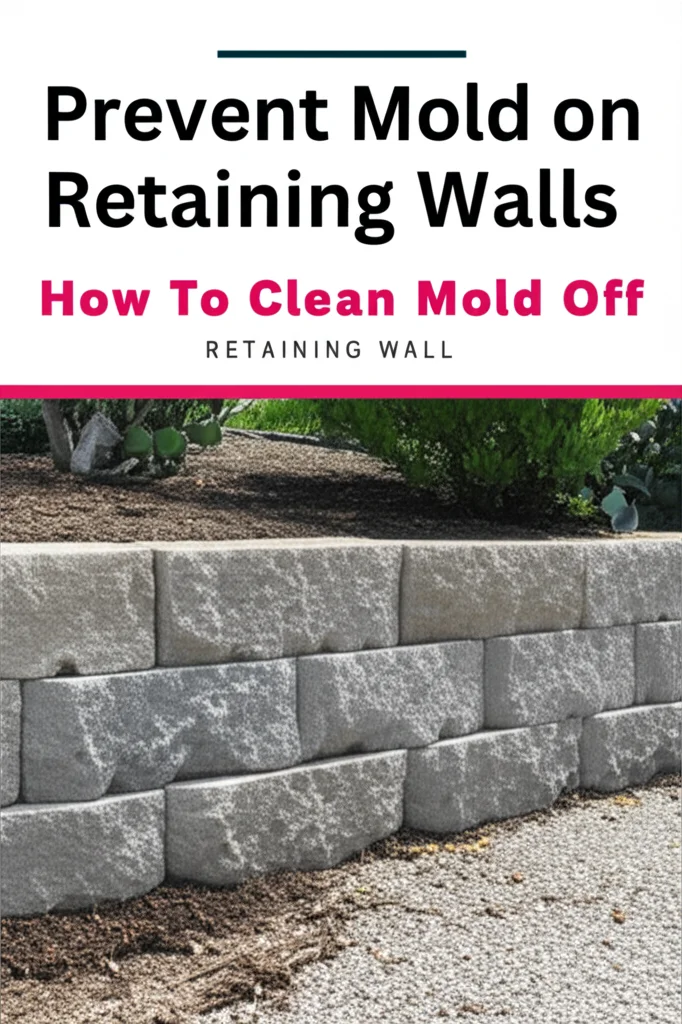 Prevent Mold on
Retaining Walls
How To Clean Mold Off
RETAINING WALL